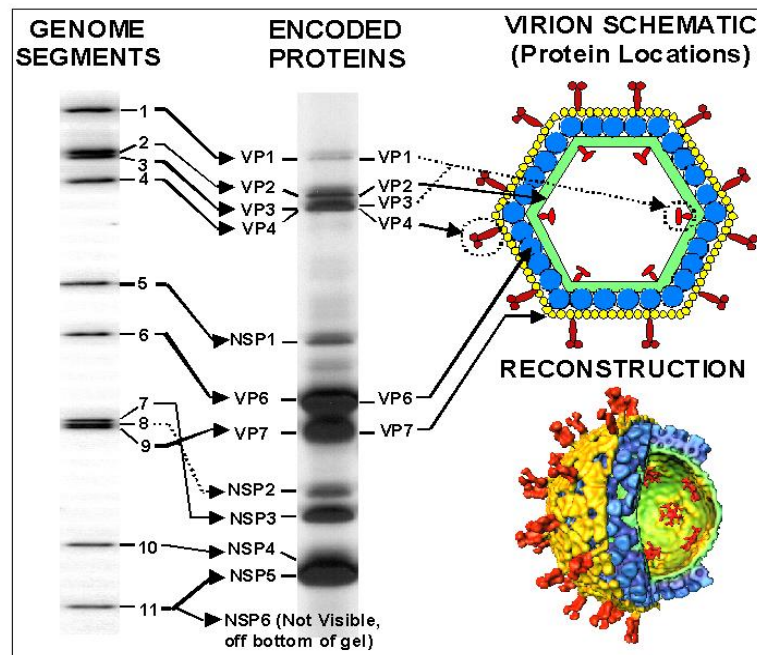 GENOME
SEGMENTS
ENCODED
PROTEINS
VIRION SCHEMATIC
(Protein Locations)
1
2
3
4
5
6
7
8
9
10
11
VP1
VP2
VP3
VP4
NSP1
VP6
VP7
NSP2
NSP3
NSP4
NSP5
NSP6 (Not Visible,
off bottom of gel)
VP1
VP2
VP3
VP4
VP6
VP7
RECONSTRUCTION